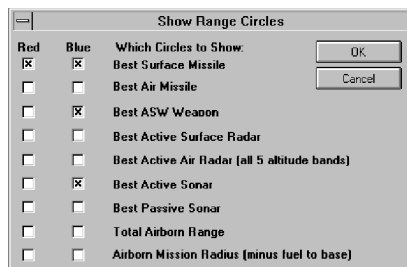 Show Range Circles
Red Blue Which Circles to Show:
OK
Best Surface Missile
Cancel
Best Air Missile
Best ASW Weapon
Best Active Surface Radar
Best Active Air Radar (all 5 altitude bands)
Best Active Sonar
Best Passive Sonar
Total Airborn Range
Airborn Mission Radius (minus fuel to base)